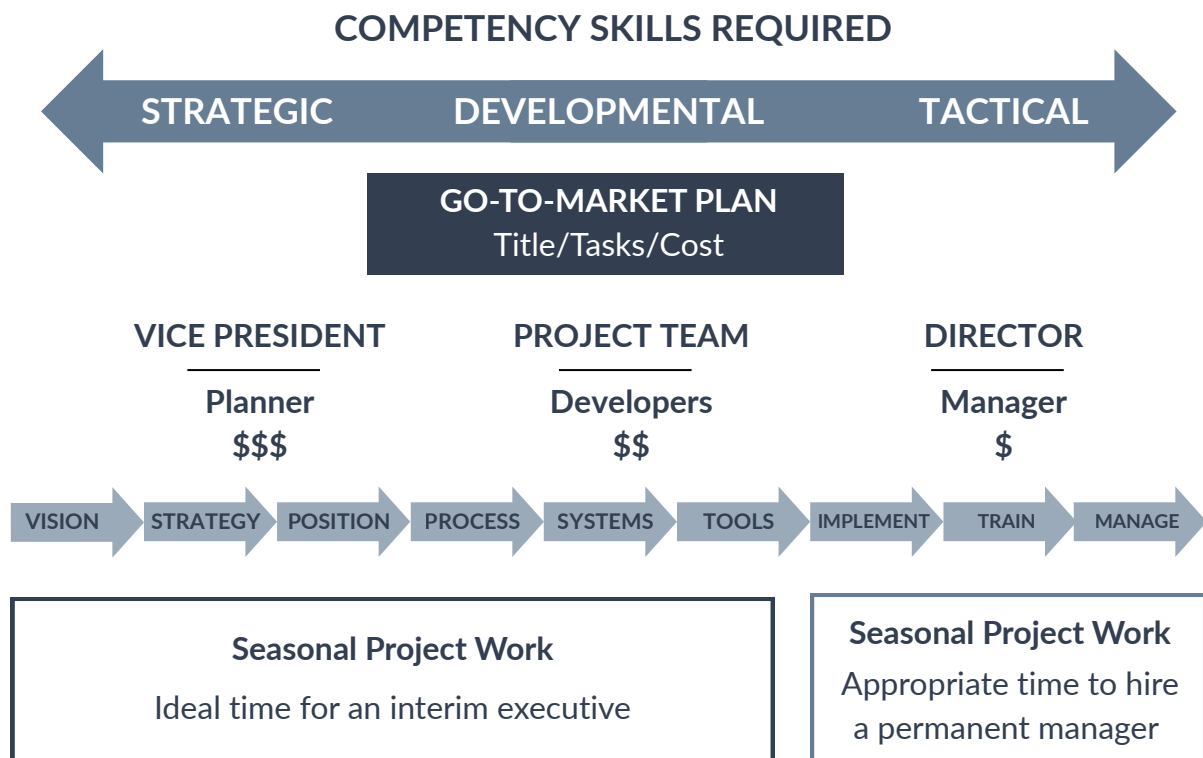 COMPETENCY SKILLS REQUIRED
STRATEGIC DEVELOPMENTAL TACTICAL
GO-TO-MARKET PLAN
Title/Tasks/Cost
VICE PRESIDENT PROJECT TEAM DIRECTOR
Planner Developers Manager
$$$ $$ $
VISION STRATEGY POSITION PROCESS SYSTEMS TOOLS IMPLEMENT TRAIN MANAGE
Seasonal Project Work
Ideal time for an interim executive
Seasonal Project Work
Appropriate time to hire
a permanent manager